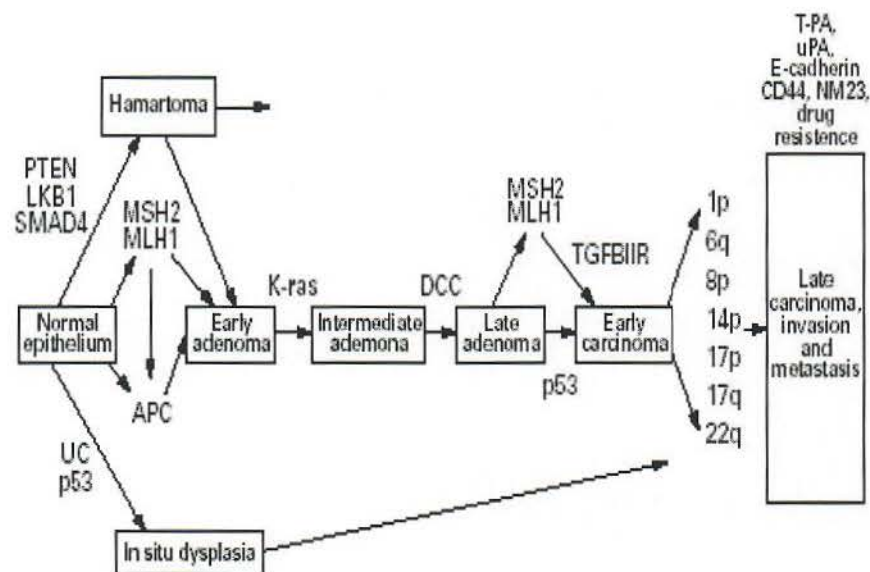 T-PA,
uPA,
E-cadherin
CD44, NM23,
drug
resistence
Hamartoma
PTEN
LKB1
SMAD4
MSH2
MLH1
MSH2
MLH1
TGFBIIR
1p
6q
8p
14p
17p
17q
22q
K-ras
DCC
Normal
epithelium
Early
adenoma
Intermediate
ademona
Late
adenoma
Early
carcinoma
Late
carcinoma,
invasion
and
metastasis
APC
p53
UC
p53
In situ dysplasia